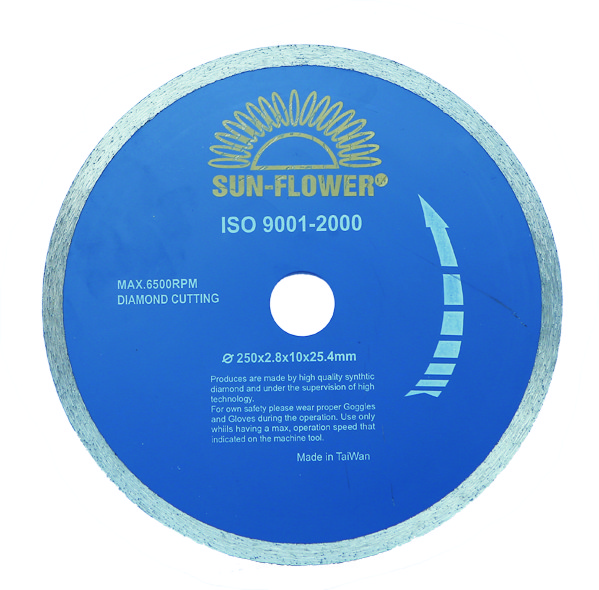 SUN-FLOWER®
ISO 9001-2000
MAX.6500RPM
DIAMOND CUTTING
Ø 250x2.8x10x25.4mm
Produces are made by high quality synthtic
diamond and under the supervision of high
technology.
For own safety please wear proper Goggles
and Gloves during the operation. Use only
whiils having a max, operation speed that
indicated on the machine tool.
Made in TaiWan